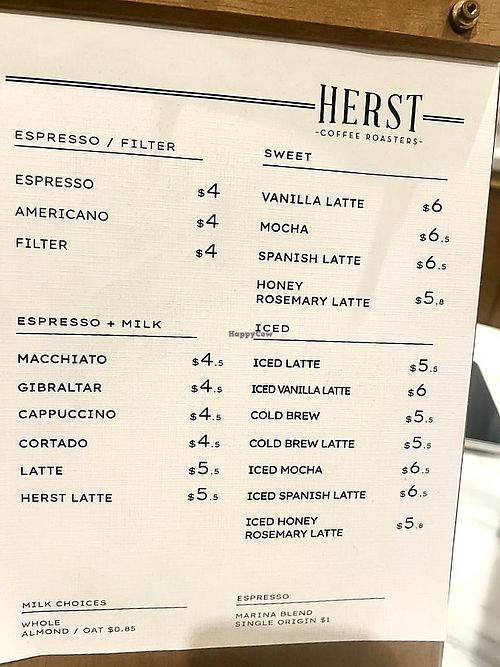 HERST
-COFFEE ROASTERS-
ESPRESSO / FILTER
ESPRESSO $4
AMERICANO $4
FILTER $4
ESPRESSO + MILK
MACCHIATO $4.5
GIBRALTAR $4.5
CAPPUCCINO $4.5
CORTADO $4.5
LATTE $5.5
HERST LATTE $5.5
MILK CHOICES
WHOLE
ALMOND / OAT $0.85
SWEET
VANILLA LATTE $6
MOCHA $6.5
SPANISH LATTE $6.5
HONEY
ROSEMARY LATTE $5.8
HappyCow
ICED
ICED LATTE $5.5
ICED VANILLA LATTE $6
COLD BREW $5.5
COLD BREW LATTE $5.5
ICED MOCHA $6.5
ICED SPANISH LATTE $6.5
ICED HONEY
ROSEMARY LATTE $5.8
ESPRESSO
MARINA BLEND
SINGLE ORIGIN $1